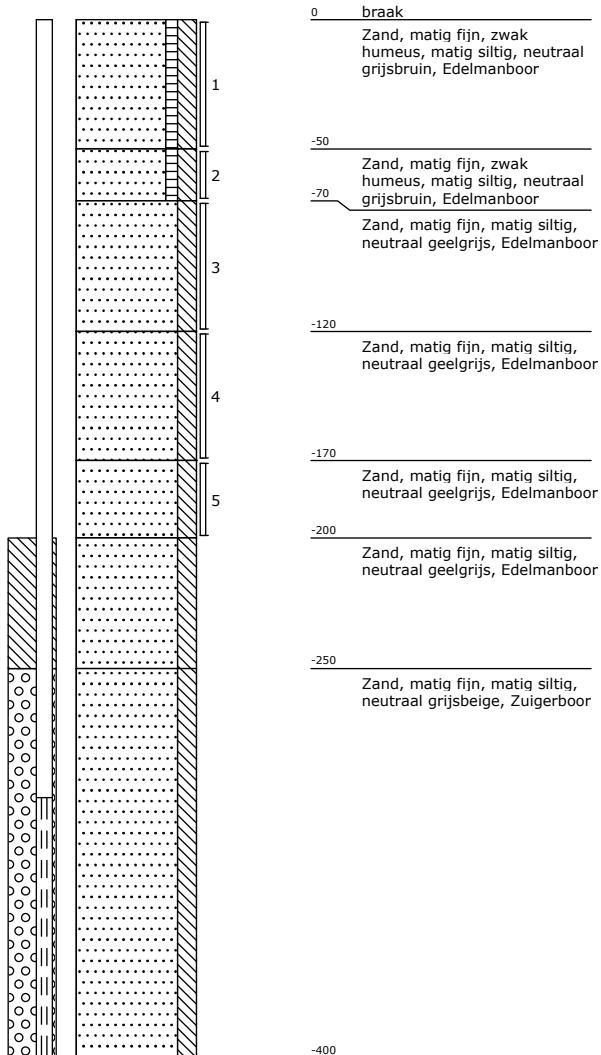 0 braak
Zand, matig fijn, zwak
humeus, matig siltig, neutraal
grijsbruin, Edelmanboor
1
-50
Zand, matig fijn, zwak
humeus, matig siltig, neutraal
grijsbruin, Edelmanboor
2
-70
Zand, matig fijn, matig siltig,
neutraal geelgrijs, Edelmanboor
3
-120
Zand, matig fijn, matig siltig,
neutraal geelgrijs, Edelmanboor
4
-170
Zand, matig fijn, matig siltig,
neutraal geelgrijs, Edelmanboor
5
-200
Zand, matig fijn, matig siltig,
neutraal geelgrijs, Edelmanboor
-250
Zand, matig fijn, matig siltig,
neutraal grijsbeige, Zuigerboor
-400